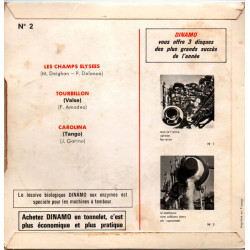 N° 2
LES CHAMPS ELYSEES
(M. Deighan - P. Delanoë)
TOURBILLON
(Valse)
(F. Amadeo)
CAROLINA
(Tango)
(J. Garino)
DINAMO
vous offre 3 disques
des plus grands succès
de l'année
N° 1
N° 3
La lessive biologique DINAMO aux enzymes est
spéciale pour les machines à tambour.
Achetez DINAMO en tonnelet, c'est
plus économique et plus pratique